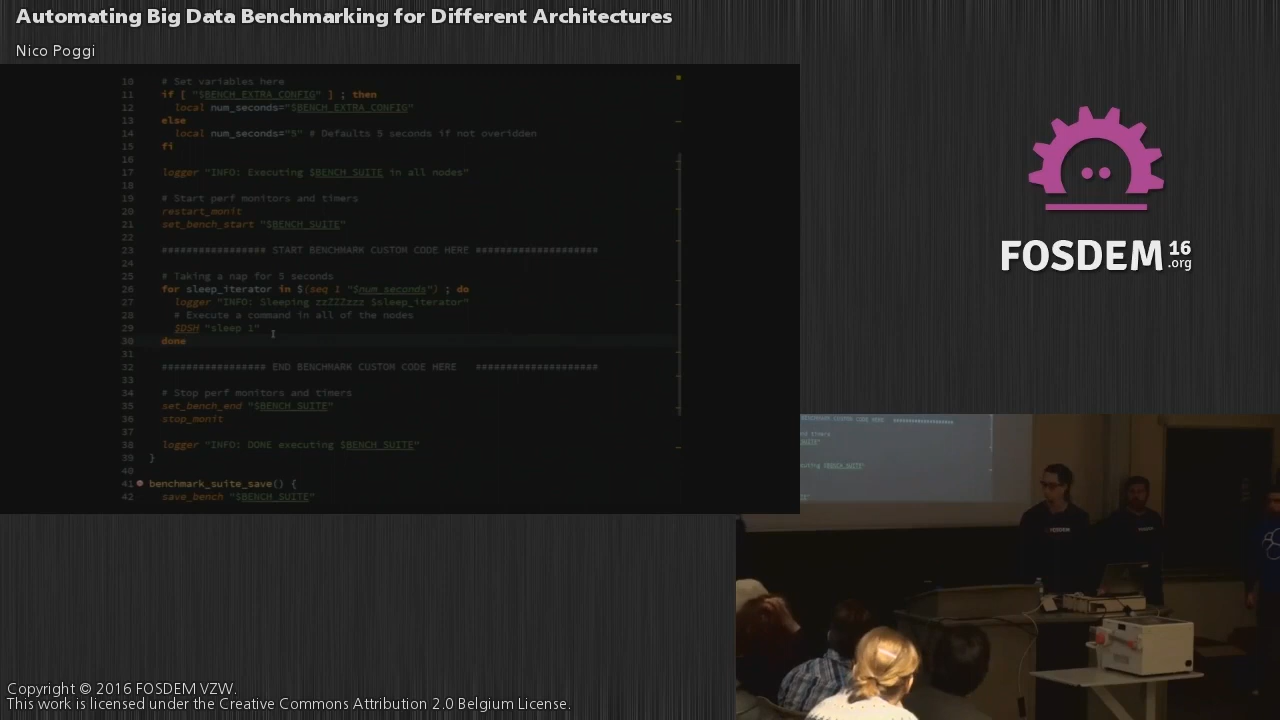 Automating Big Data Benchmarking for Different Architectures
Nico Poggi
10 # Set variables here
11 if [ "$BENCH_EXTRA_CONFIG" ] ; then
12 local num_seconds="$BENCH_EXTRA_CONFIG"
13 else
14 local num_seconds="5" # Defaults 5 seconds if not overridden
15 fi
16
17 logger "INFO: Executing $BENCH_SUITE in all nodes"
18
19 # Start perf monitors and timers
20 restart_monit
21 set_bench_start "$BENCH_SUITE"
22
23 ################# START BENCHMARK CUSTOM CODE HERE ####################
24
25 # Taking a nap for 5 seconds
26 for sleep_iterator in $(seq 1 "$num_seconds") ; do
27 logger "INFO: Sleeping zzZZZzzz $sleep_iterator"
28 # Execute a command in all of the nodes
29 $DSH "sleep 1"
30 done
31
32 ################# END BENCHMARK CUSTOM CODE HERE ####################
33
34 # Stop perf monitors and timers
35 set_bench_end "$BENCH_SUITE"
36 stop_monit
37
38 logger "INFO: DONE executing $BENCH_SUITE"
39 }
40
41 benchmark_suite_save() {
42 save_bench "$BENCH_SUITE"
FOSDEM 16
.org
FOSDEM
Copyright © 2016 FOSDEM VZW.
This work is licensed under the Creative Commons Attribution 2.0 Belgium License.